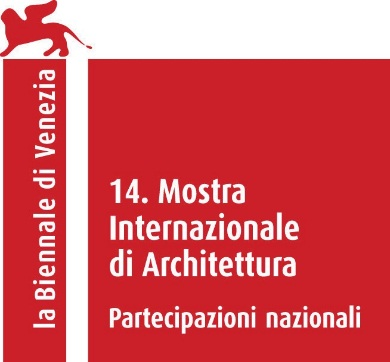 la Biennale di Venezia
14. Mostra
Internazionale
di Architettura
Partecipazioni nazionali